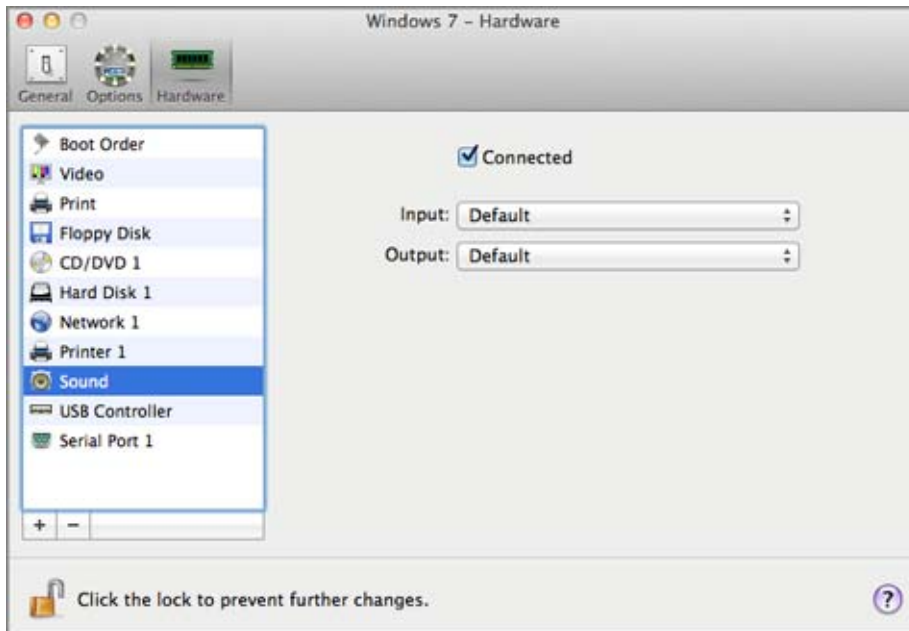 Windows 7 – Hardware
General Options Hardware
Boot Order
Video
Print
Floppy Disk
CD/DVD 1
Hard Disk 1
Network 1
Printer 1
Sound
USB Controller
Serial Port 1
+ −
Connected
Input: Default
Output: Default
Click the lock to prevent further changes.
?